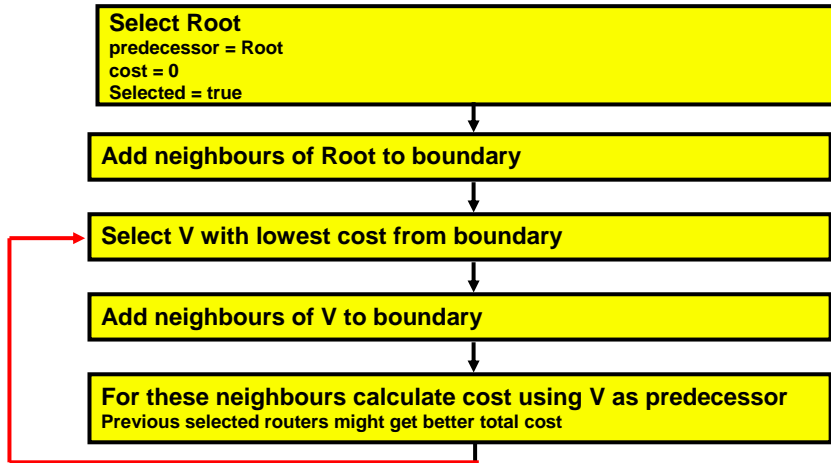 Select Root
predecessor = Root
cost = 0
Selected = true
Add neighbours of Root to boundary
Select V with lowest cost from boundary
Add neighbours of V to boundary
For these neighbours calculate cost using V as predecessor
Previous selected routers might get better total cost